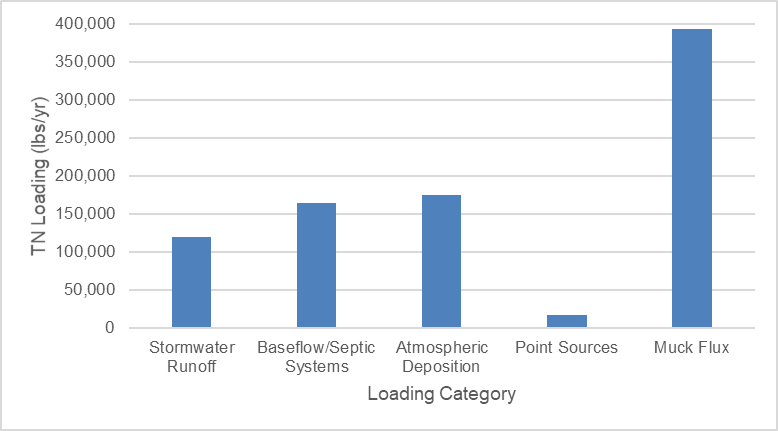 400,000
350,000
300,000
250,000
200,000
150,000
100,000
50,000
0
TN Loading (lbs/yr)
Stormwater
Runoff
Baseflow/Septic
Systems
Atmospheric
Deposition
Point Sources
Muck Flux
Loading Category